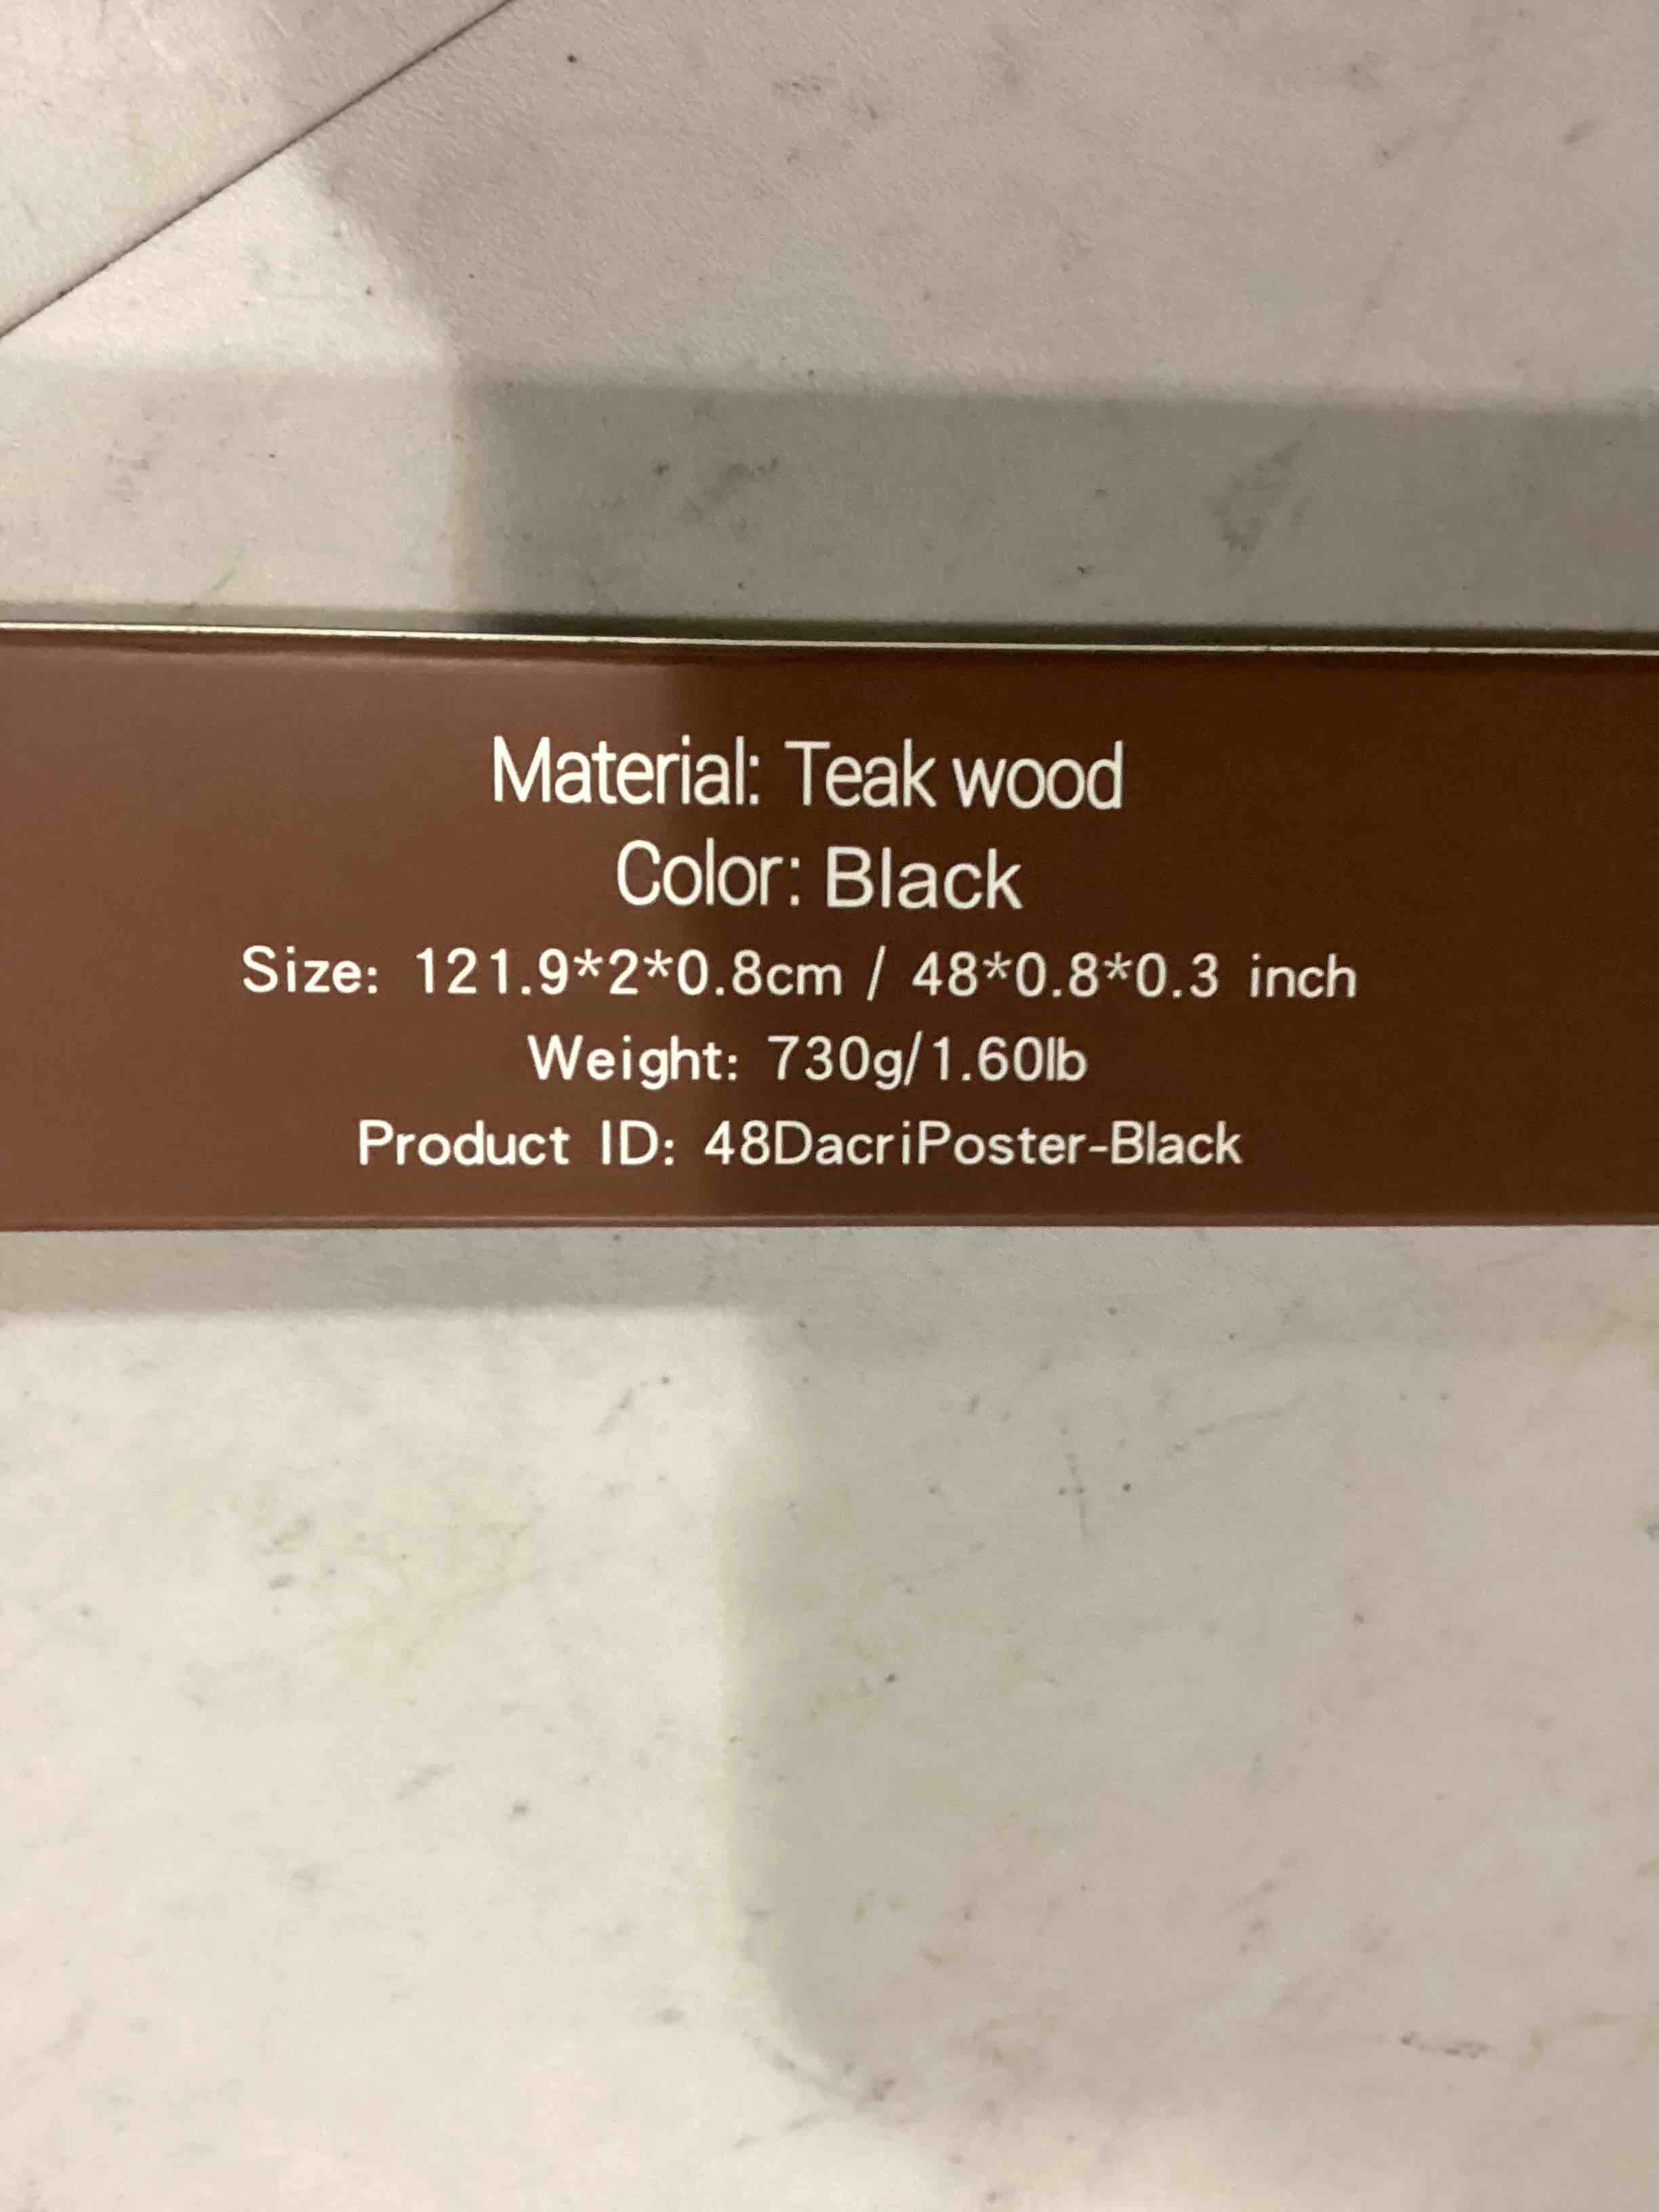 Material: Teak wood
Color: Black
Size: 121.9*2*0.8cm / 48*0.8*0.3 inch
Weight: 730g/1.60lb
Product ID: 48DacriPoster-Black